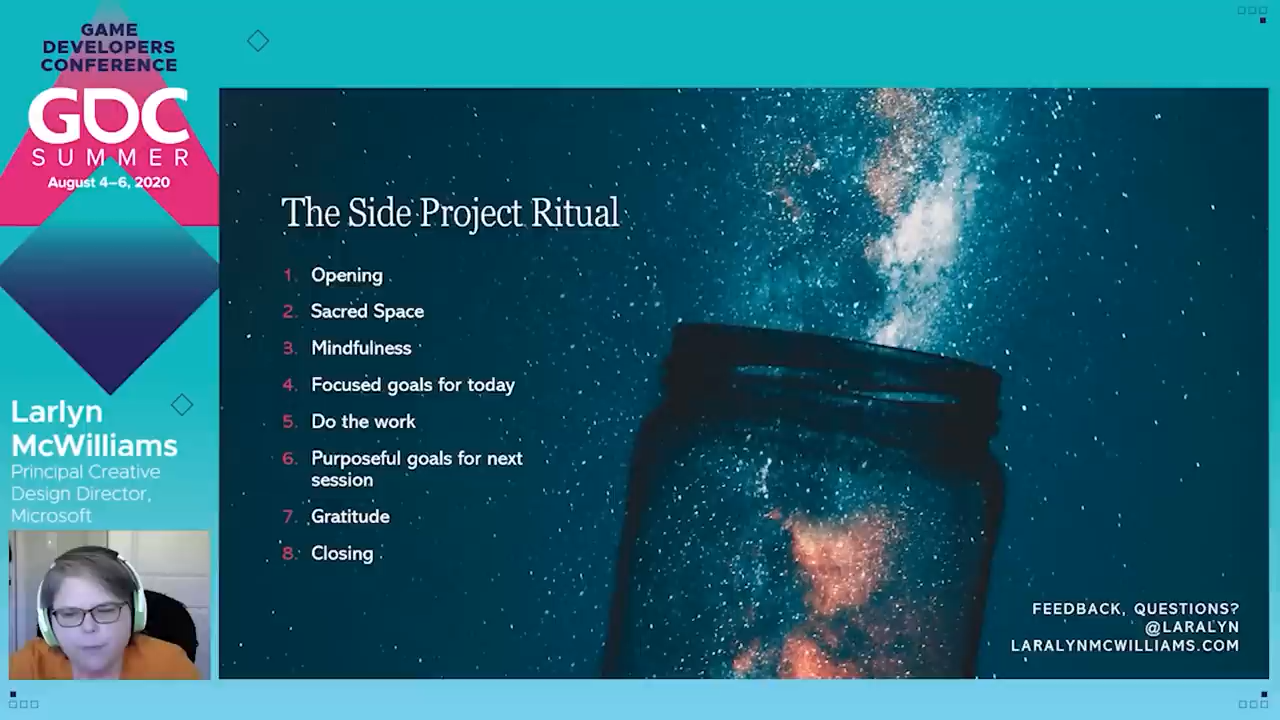 GAME
DEVELOPERS
CONFERENCE
GDC
SUMMER
August 4–6, 2020
Larlyn
McWilliams
Principal Creative
Design Director,
Microsoft
The Side Project Ritual
1. Opening
2. Sacred Space
3. Mindfulness
4. Focused goals for today
5. Do the work
6. Purposeful goals for next
session
7. Gratitude
8. Closing
FEEDBACK, QUESTIONS?
@LARALYN
LARALYNMCWILLIAMS.COM